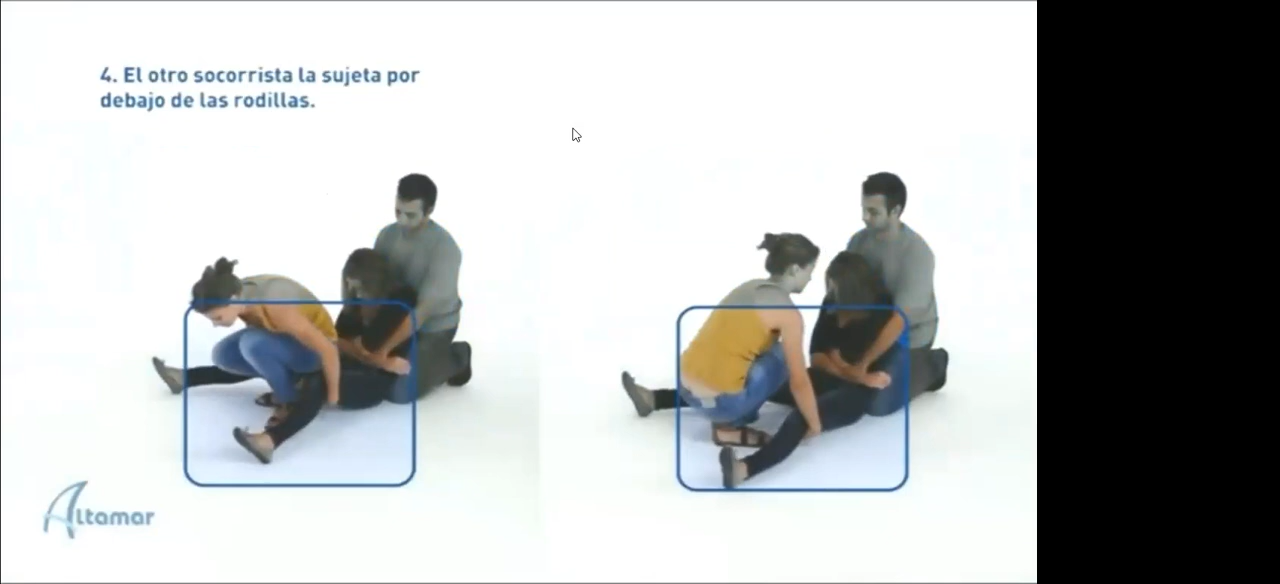 4. El otro socorrista la sujeta por
debajo de las rodillas.
Altamar